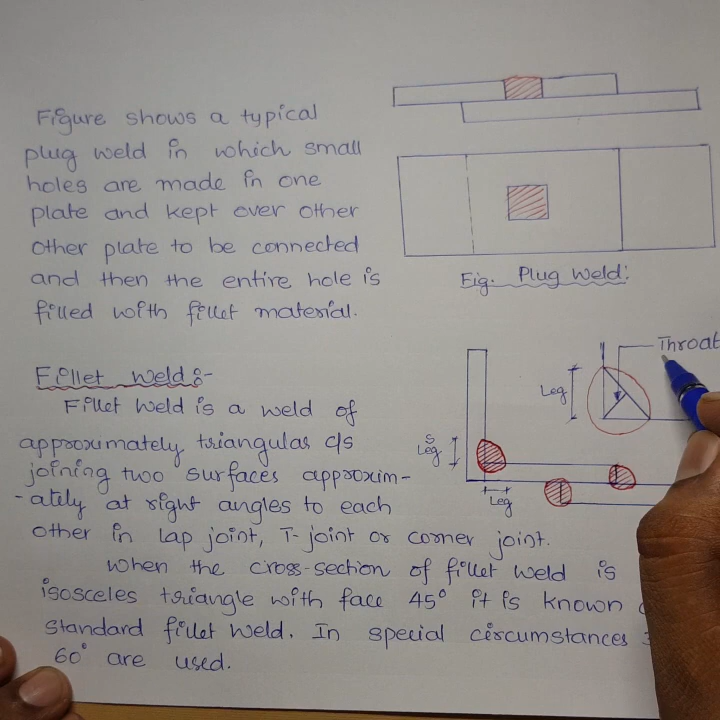 Figure shows a typical
plug weld in which small
holes are made in one
plate and kept over other
other plate to be connected
and then the entire hole is
filled with fillet material.
Fig. Plug Weld:
Fillet Weld:-
Fillet Weld is a weld of
approximately triangular c/s
joining two surfaces approxim-
-ately at right angles to each
other in Lap joint, T-joint or corner joint.
When the cross-section of fillet weld is
isosceles triangle with face 45° it is known
standard fillet weld. In special circumstances
60° are used.
Throat
Leg
S
Leg
Leg